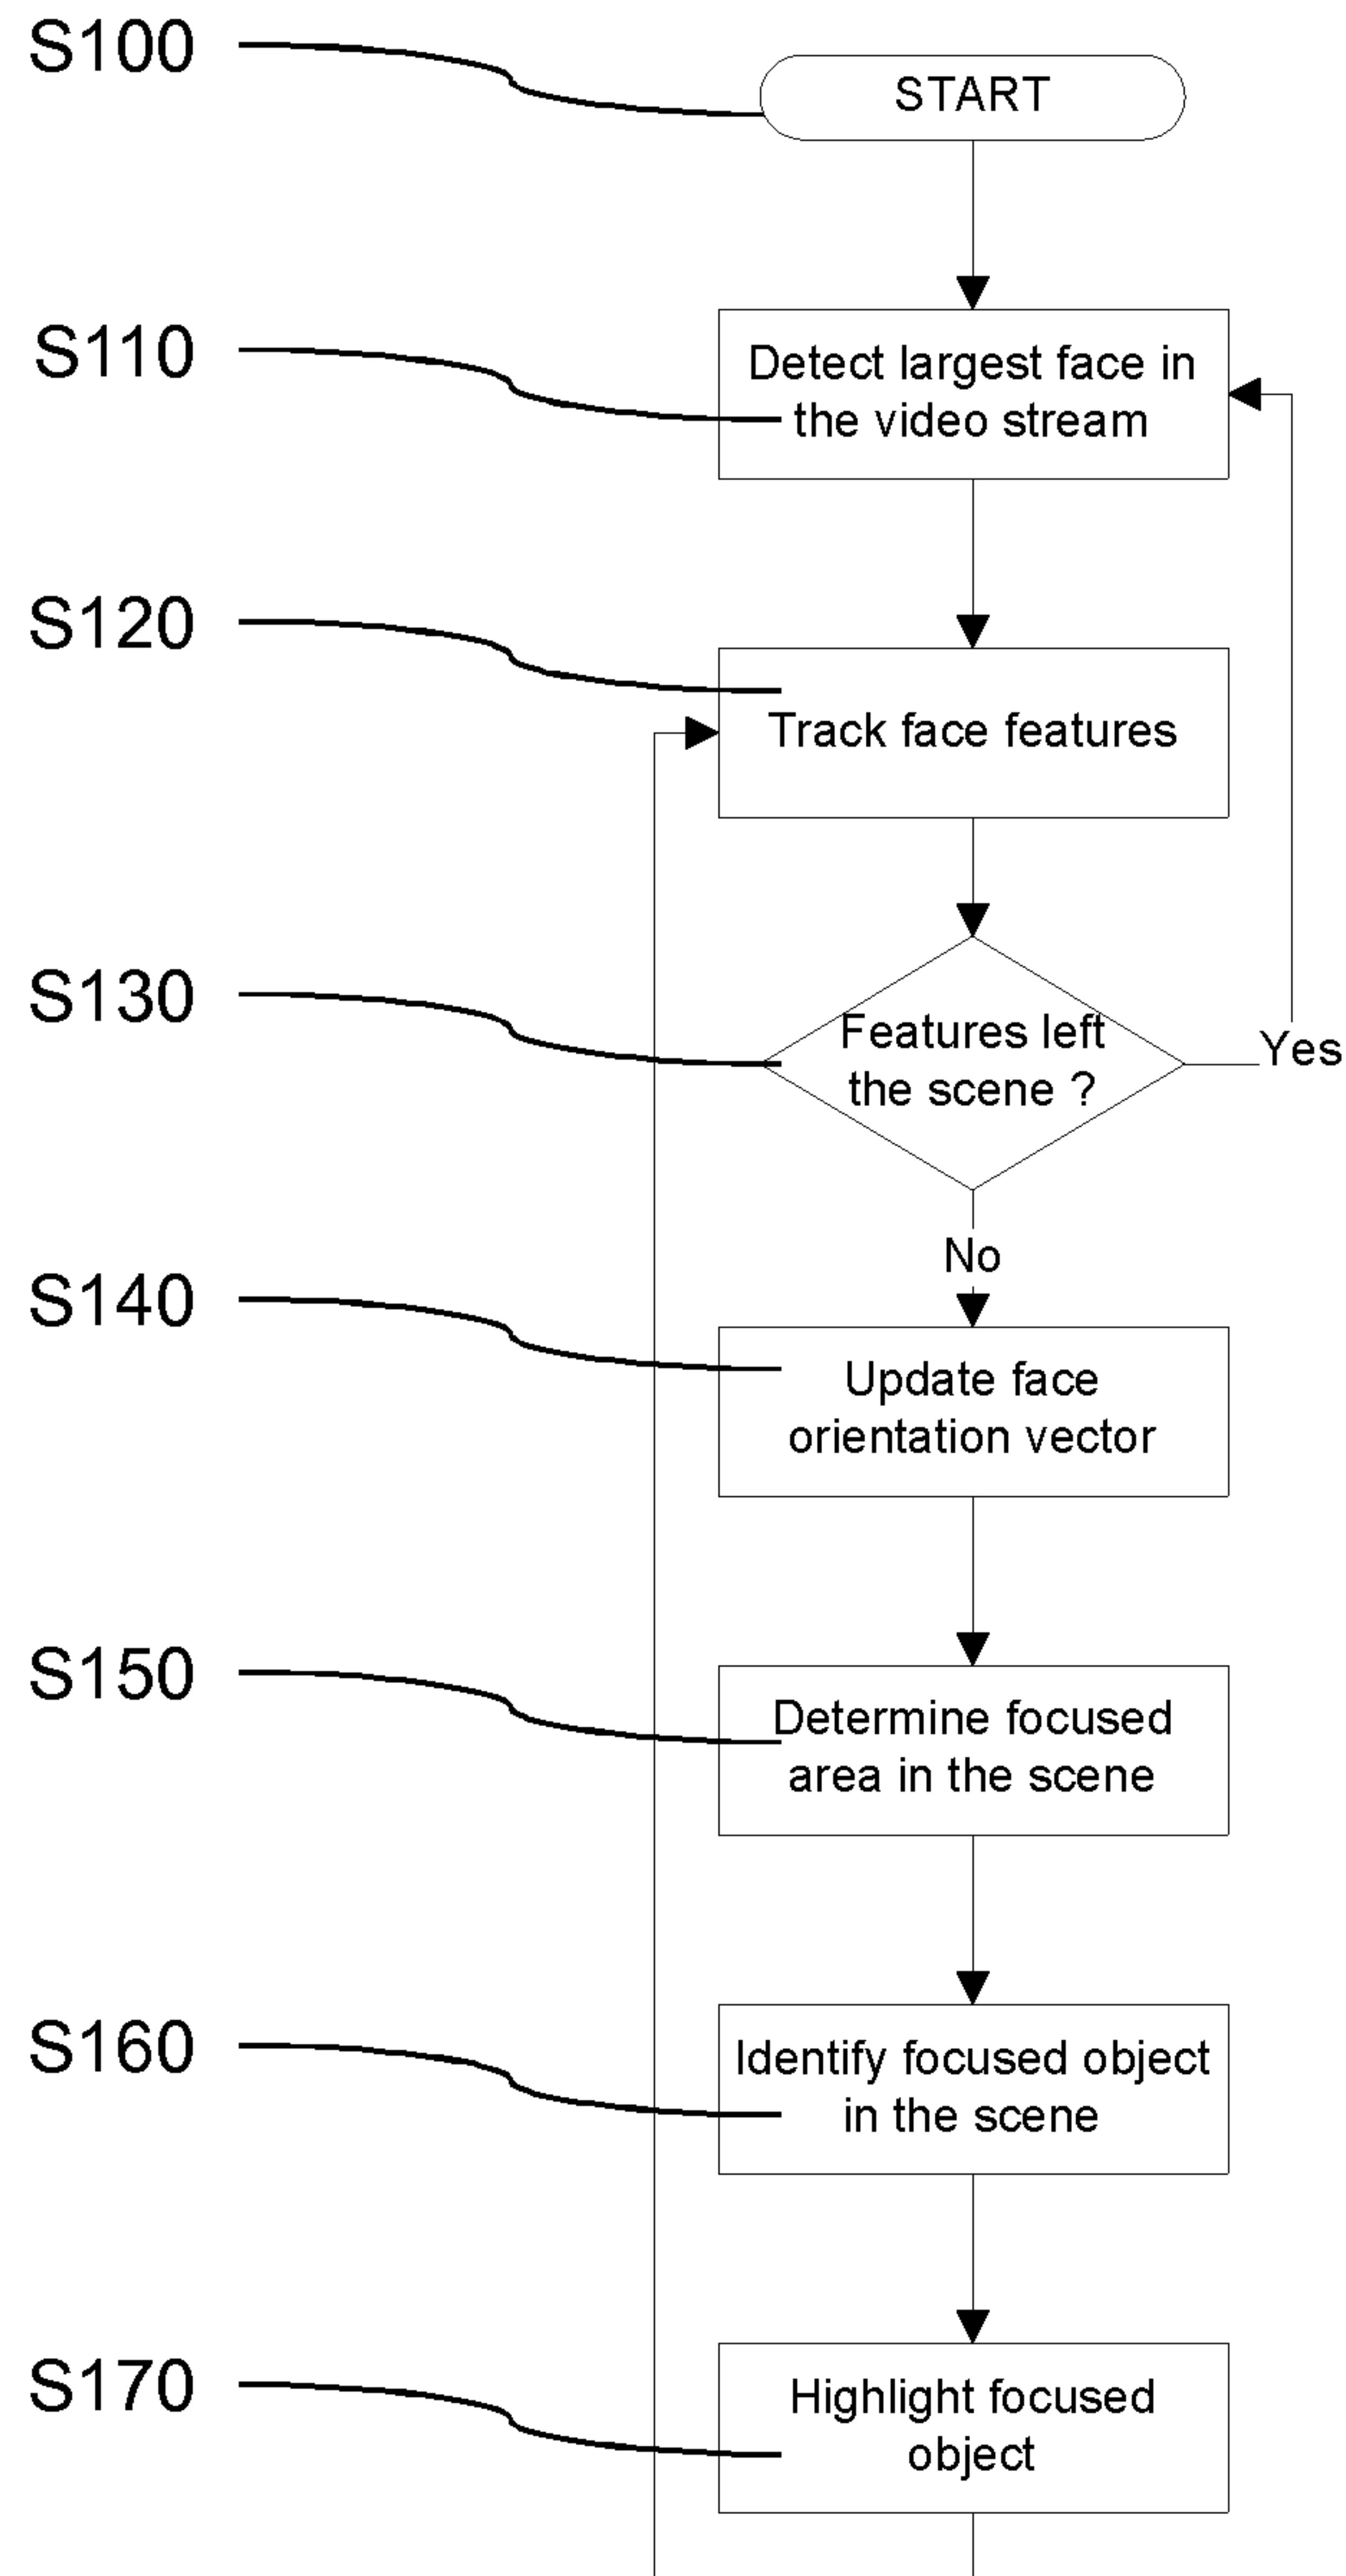 S100
START
S110
Detect largest face in
the video stream
S120
Track face features
S130
Features left
the scene ?
Yes
No
S140
Update face
orientation vector
S150
Determine focused
area in the scene
S160
Identify focused object
in the scene
S170
Highlight focused
object